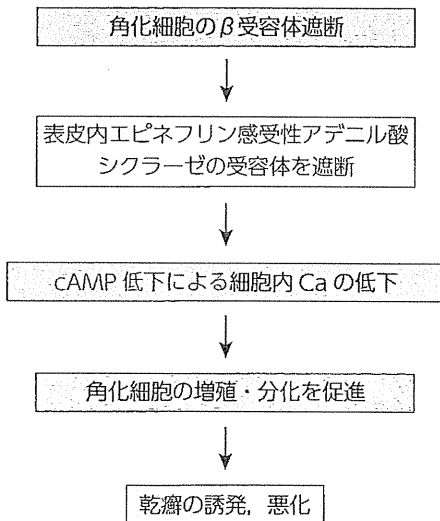 角化細胞のβ受容体遮断
表皮内エピネフリン感受性アデニル酸
シクラーゼの受容体を遮断
cAMP 低下による細胞内 Ca の低下
角化細胞の増殖・分化を促進
乾癬の誘発，悪化